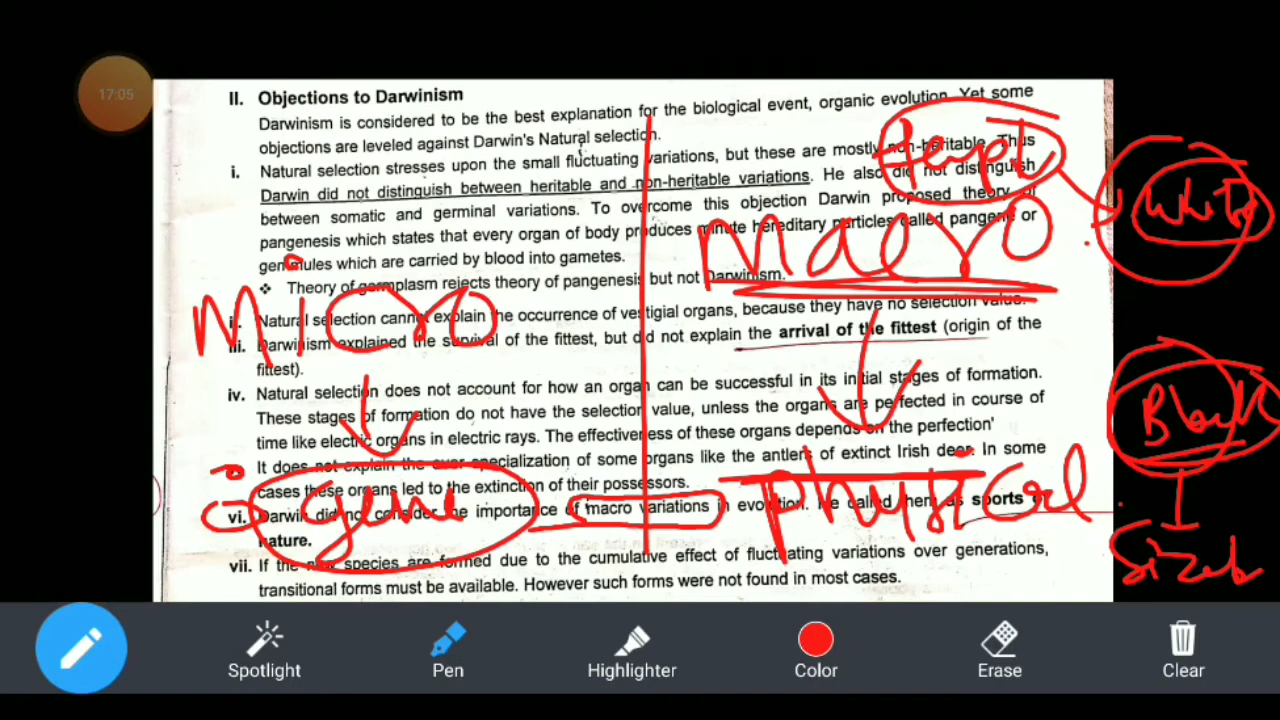 17:05
II. Objections to Darwinism
Darwinism is considered to be the best explanation for the biological event, organic evolution. Yet some
objections are leveled against Darwin's Natural selection.
i. Natural selection stresses upon the small fluctuating variations, but these are mostly non-heritable. Thus
Darwin did not distinguish between heritable and non-heritable variations. He also did not distinguish
between somatic and germinal variations. To overcome this objection Darwin proposed theory of
pangenesis which states that every organ of body produces minute hereditary particles called pangene or
gemmules which are carried by blood into gametes.
❖ Theory of germplasm rejects theory of pangenesis but not Darwinism.
ii. Natural selection cannot explain the occurrence of vestigial organs, because they have no selection value.
iii. Darwinism explained the survival of the fittest, but did not explain the arrival of the fittest (origin of the
fittest).
iv. Natural selection does not account for how an organ can be successful in its initial stages of formation.
These stages of formation do not have the selection value, unless the organs are perfected in course of
time like electric organs in electric rays. The effectiveness of these organs depends on the perfection'
It does not explain the over specialization of some organs like the antlers of extinct Irish deer. In some
cases these organs led to the extinction of their possessors.
vi. Darwin did not consider the importance of macro variations in evolution. He called them as sports of
nature.
vii. If the new species are formed due to the cumulative effect of fluctuating variations over generations,
transitional forms must be available. However such forms were not found in most cases.
Micro
gene
Macro
physical
White
Black
Spotlight
Pen
Highlighter
Color
Erase
Clear